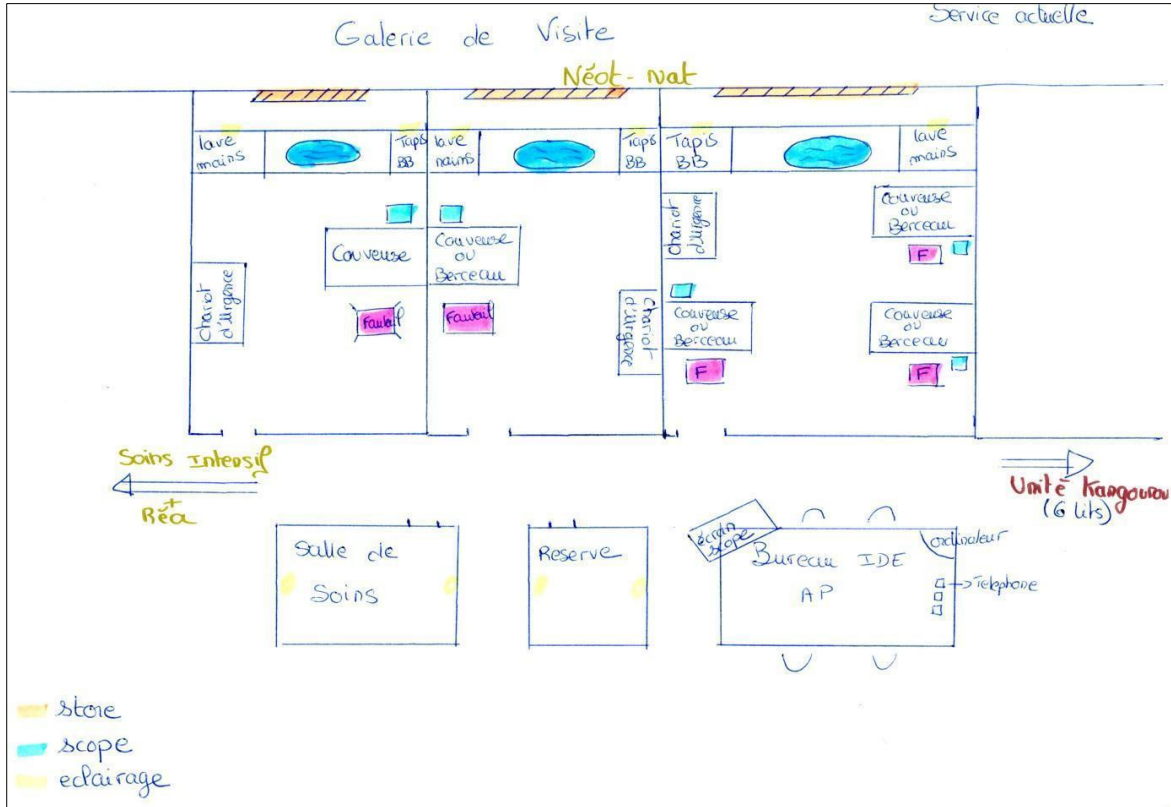 Service actuelle
Galerie de Visite
Néot-nat
lave
mains
Tapis
BB
lave
mains
Tapis
BB
Tapis
BB
lave
mains
Couveuse
Couveuse
ou
Berceau
Chariot
d'Urgence
Fauteuil
Fauteuil
Chariot
d'urgence
Chariot
d'urgence
Couveuse
ou
Berceau
F
Couveuse
ou
Berceau
F
Couveuse
ou
Berceau
F
Soins Intensif
+
Réa
Unité Kangourou
(6 lits)
Salle de
Soins
Reserve
écran
scope
Bureau IDE
AP
ordinateur
Telephone
store
scope
eclairage